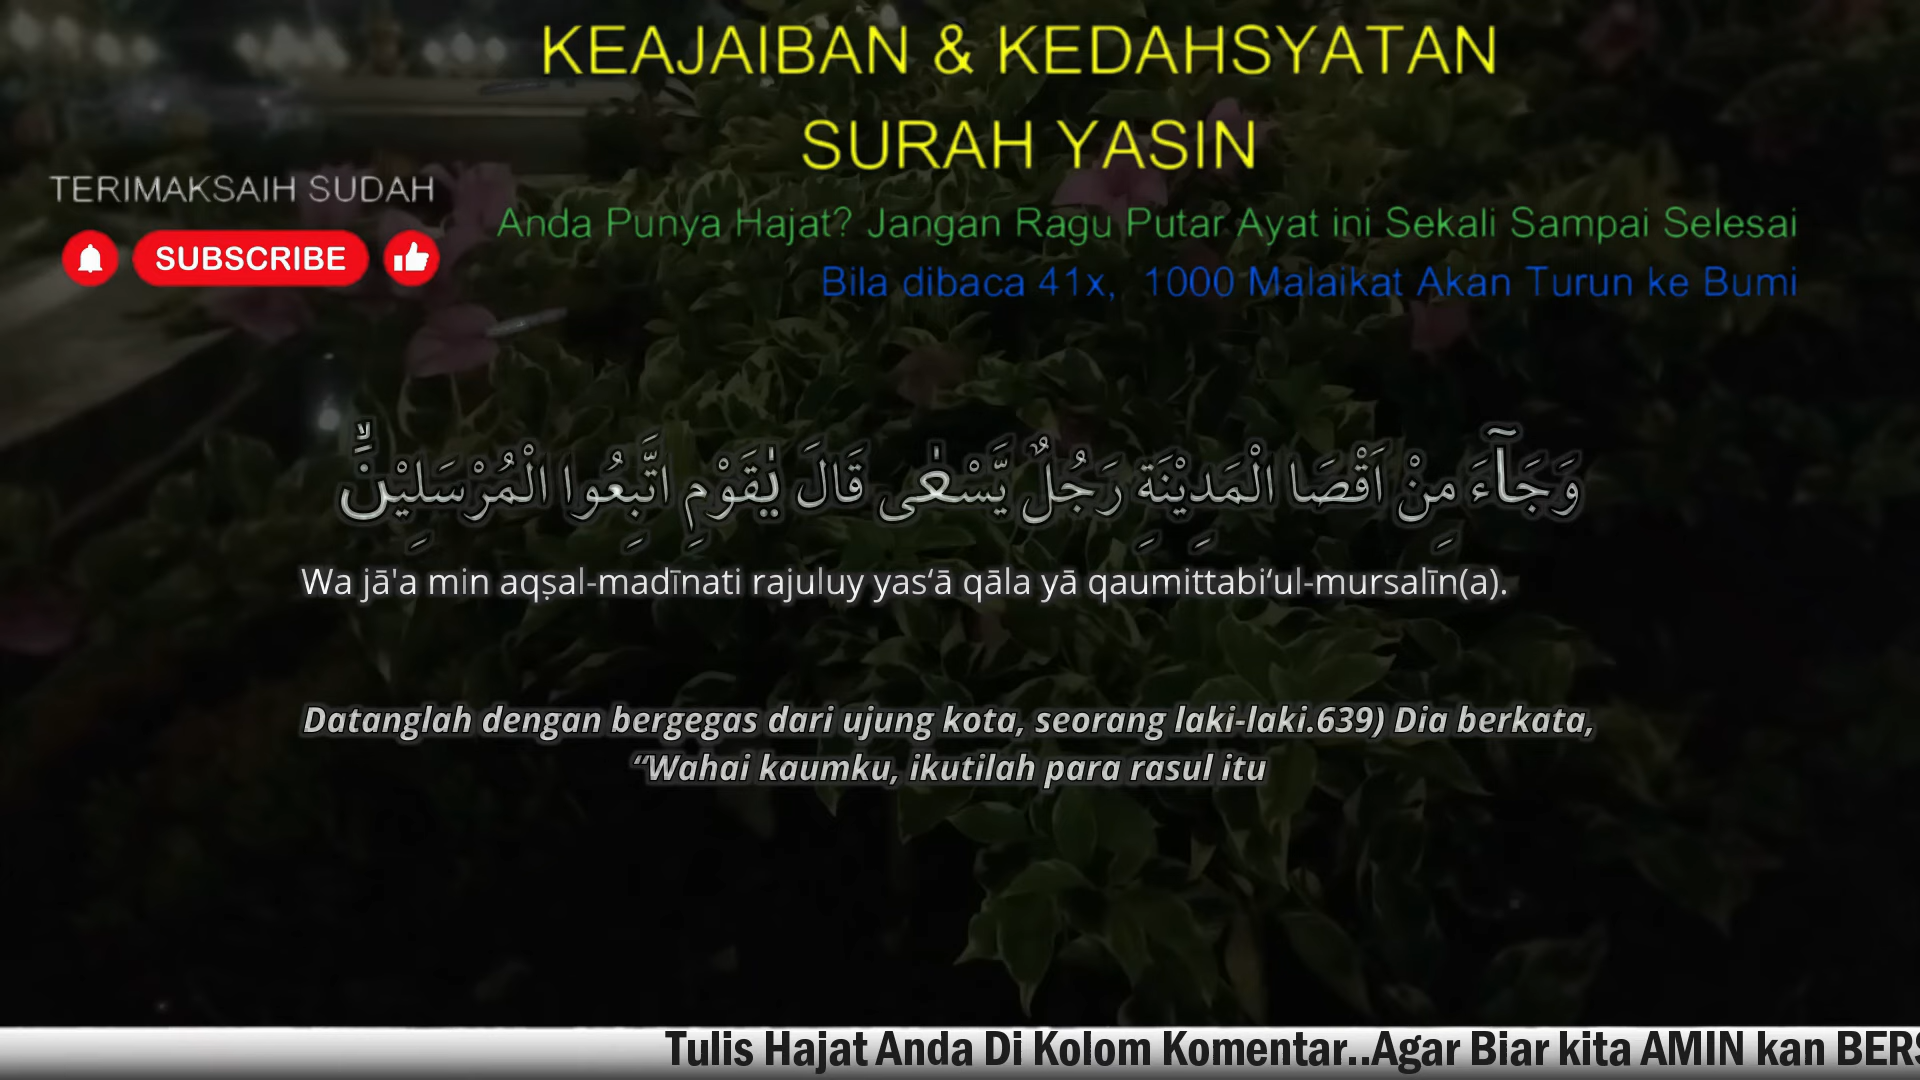 KEAJAIBAN & KEDAHSYATAN
SURAH YASIN
TERIMAKSAIH SUDAH
SUBSCRIBE
Anda Punya Hajat? Jangan Ragu Putar Ayat ini Sekali Sampai Selesai
Bila dibaca 41x, 1000 Malaikat Akan Turun ke Bumi
وَجَاۤءَ مِنْ اَقْصَا الْمَدِيْنَةِ رَجُلٌ يَّسْعٰى قَالَ يٰقَوْمِ اتَّبِعُوا الْمُرْسَلِيْنَۙ
Wa jā'a min aqṣal-madīnati rajuluy yas‘ā qāla yā qaumittabi‘ul-mursalīn(a).
Datanglah dengan bergegas dari ujung kota, seorang laki-laki.639) Dia berkata,
“Wahai kaumku, ikutilah para rasul itu
Tulis Hajat Anda Di Kolom Komentar..Agar Biar kita AMIN kan BERS